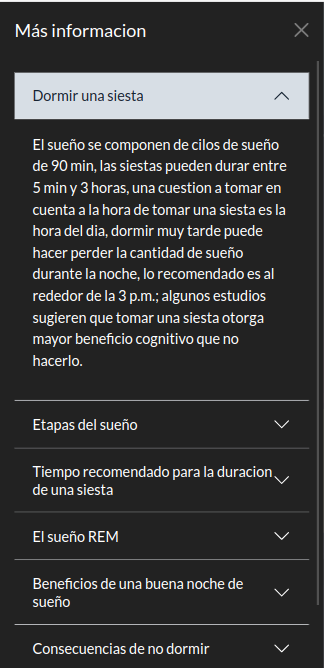 Más informacion
Dormir una siesta
El sueño se componen de cilos de sueño
de 90 min, las siestas pueden durar entre
5 min y 3 horas, una cuestion a tomar en
cuenta a la hora de tomar una siesta es la
hora del dia, dormir muy tarde puede
hacer perder la cantidad de sueño
durante la noche, lo recomendado es al
rededor de la 3 p.m.; algunos estudios
sugieren que tomar una siesta otorga
mayor beneficio cognitivo que no
hacerlo.
Etapas del sueño
Tiempo recomendado para la duracion
de una siesta
El sueño REM
Beneficios de una buena noche de
sueño
Consecuencias de no dormir